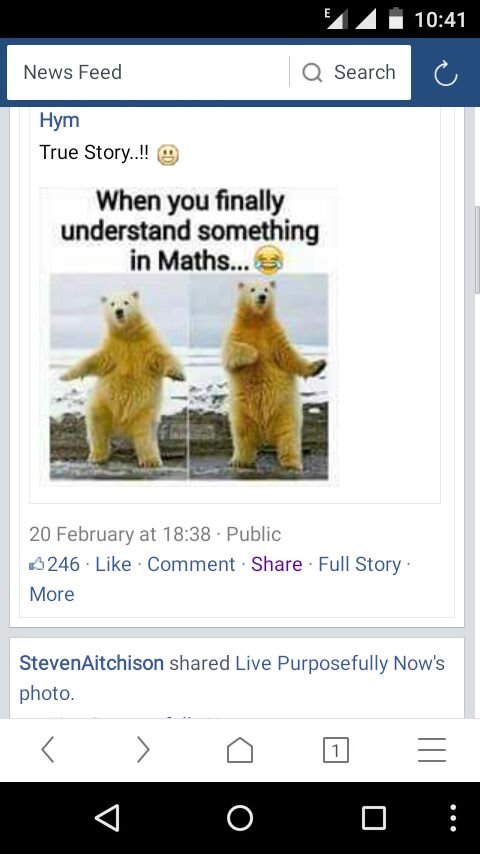 E 10:41
News Feed Search
Hym
True Story..!!
When you finally
understand something
in Maths...
20 February at 18:38 · Public
246 · Like · Comment · Share · Full Story ·
More
StevenAitchison shared Live Purposefully Now's
photo.
1